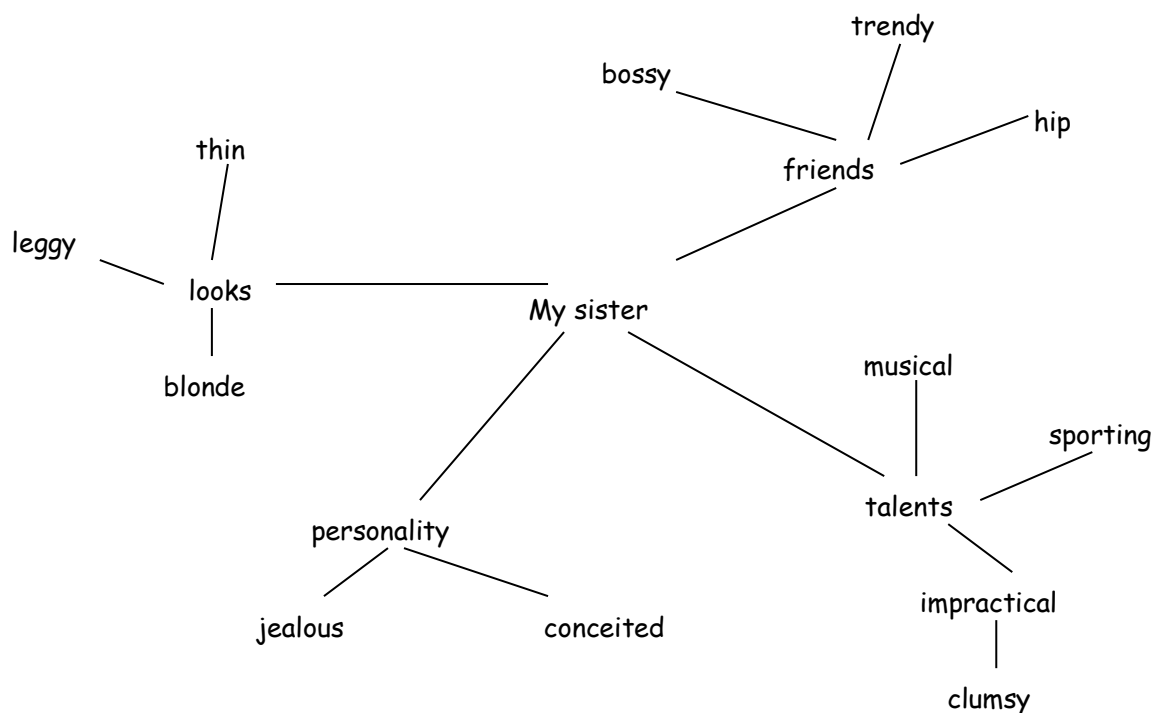 trendy
bossy
hip
thin
friends
leggy
looks
My sister
musical
blonde
sporting
talents
personality
impractical
jealous
conceited
clumsy